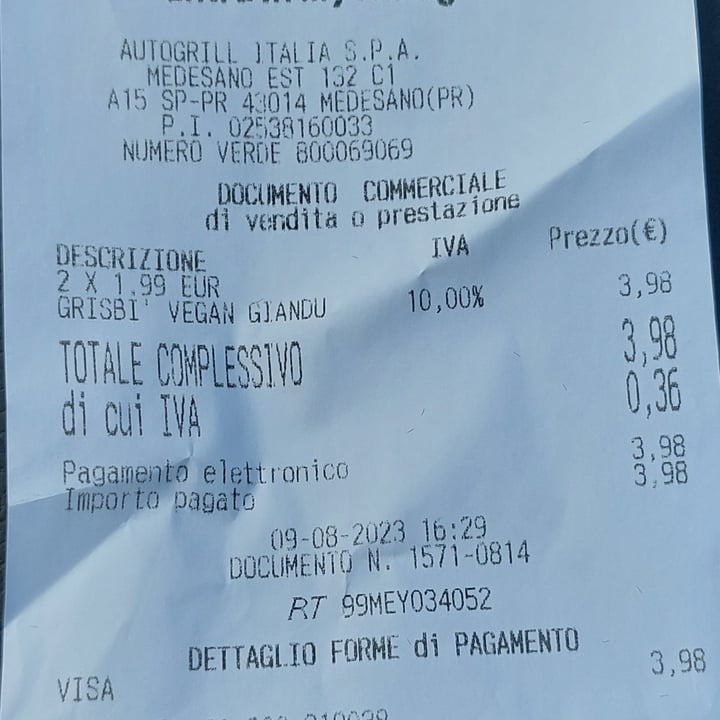 AUTOGRILL ITALIA S.P.A.
MEDESANO EST 132 C1
A15 SP-PR 43014 MEDESANO(PR)
P.I. 02538160033
NUMERO VERDE 800069069
DOCUMENTO COMMERCIALE
di vendita o prestazione
DESCRIZIONE IVA Prezzo(€)
2 X 1,99 EUR
GRISBI' VEGAN GIANDU 10,00% 3,98
TOTALE COMPLESSIVO 3,98
di cui IVA 0,36
Pagamento elettronico 3,98
Importo pagato 3,98
09-08-2023 16:29
DOCUMENTO N. 1571-0814
RT 99MEY034052
DETTAGLIO FORME di PAGAMENTO
VISA 3,98